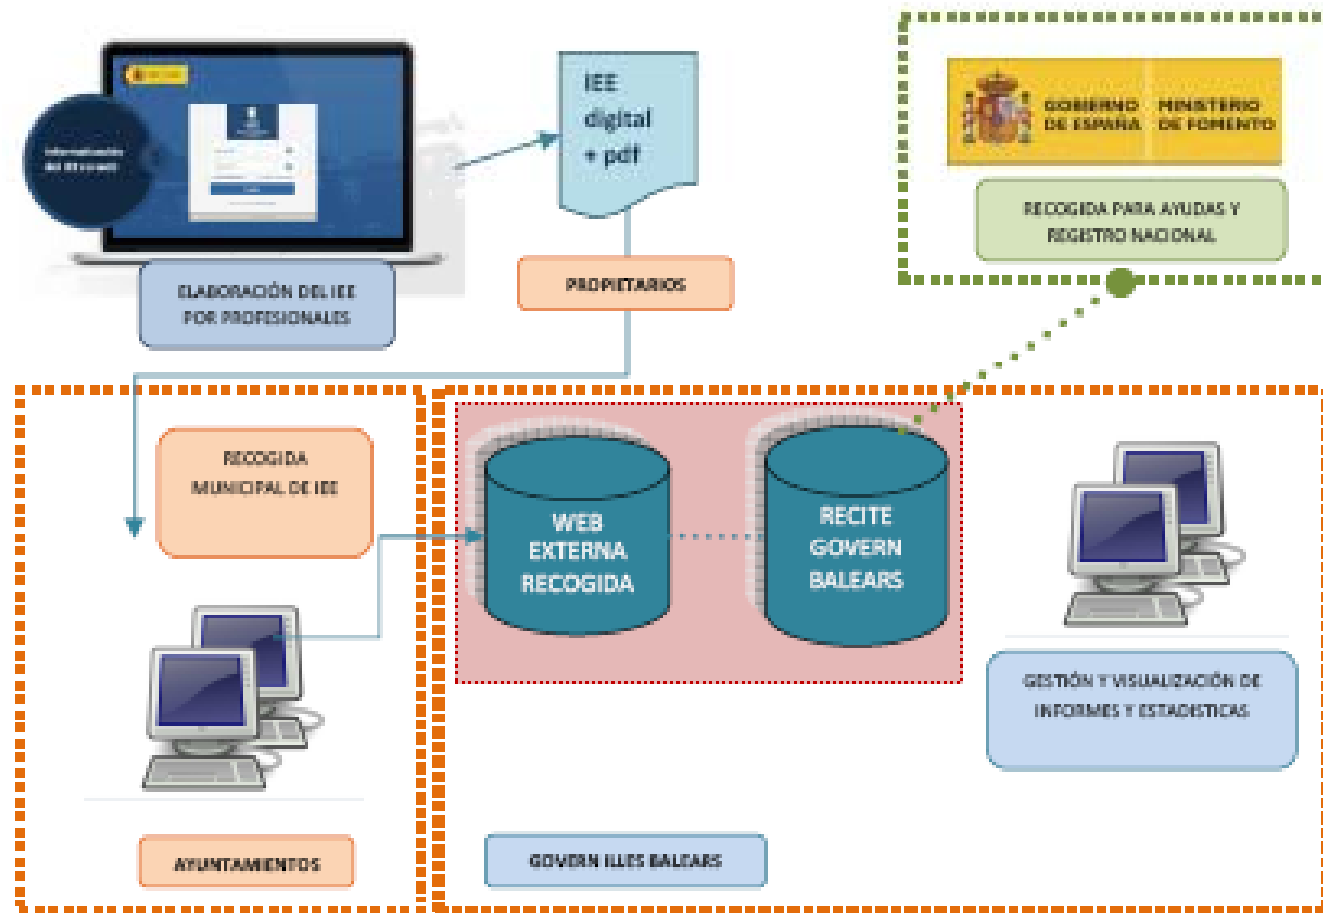 IEE
digital
+ pdf
GOBIERNO
DE ESPAÑA
MINISTERIO
DE FOMENTO
RECOGIDA PARA AYUDAS Y
REGISTRO NACIONAL
ELABORACIÓN DEL IEE
POR PROFESIONALES
PROPIETARIOS
RECOGIDA
MUNICIPAL DE IEE
WEB
EXTERNA
RECOGIDA
RECITE
GOVERN
BALEARS
GESTIÓN Y VISUALIZACIÓN DE
INFORMES Y ESTADISTICAS
AYUNTAMIENTOS
GOVERN ILLES BALEARS